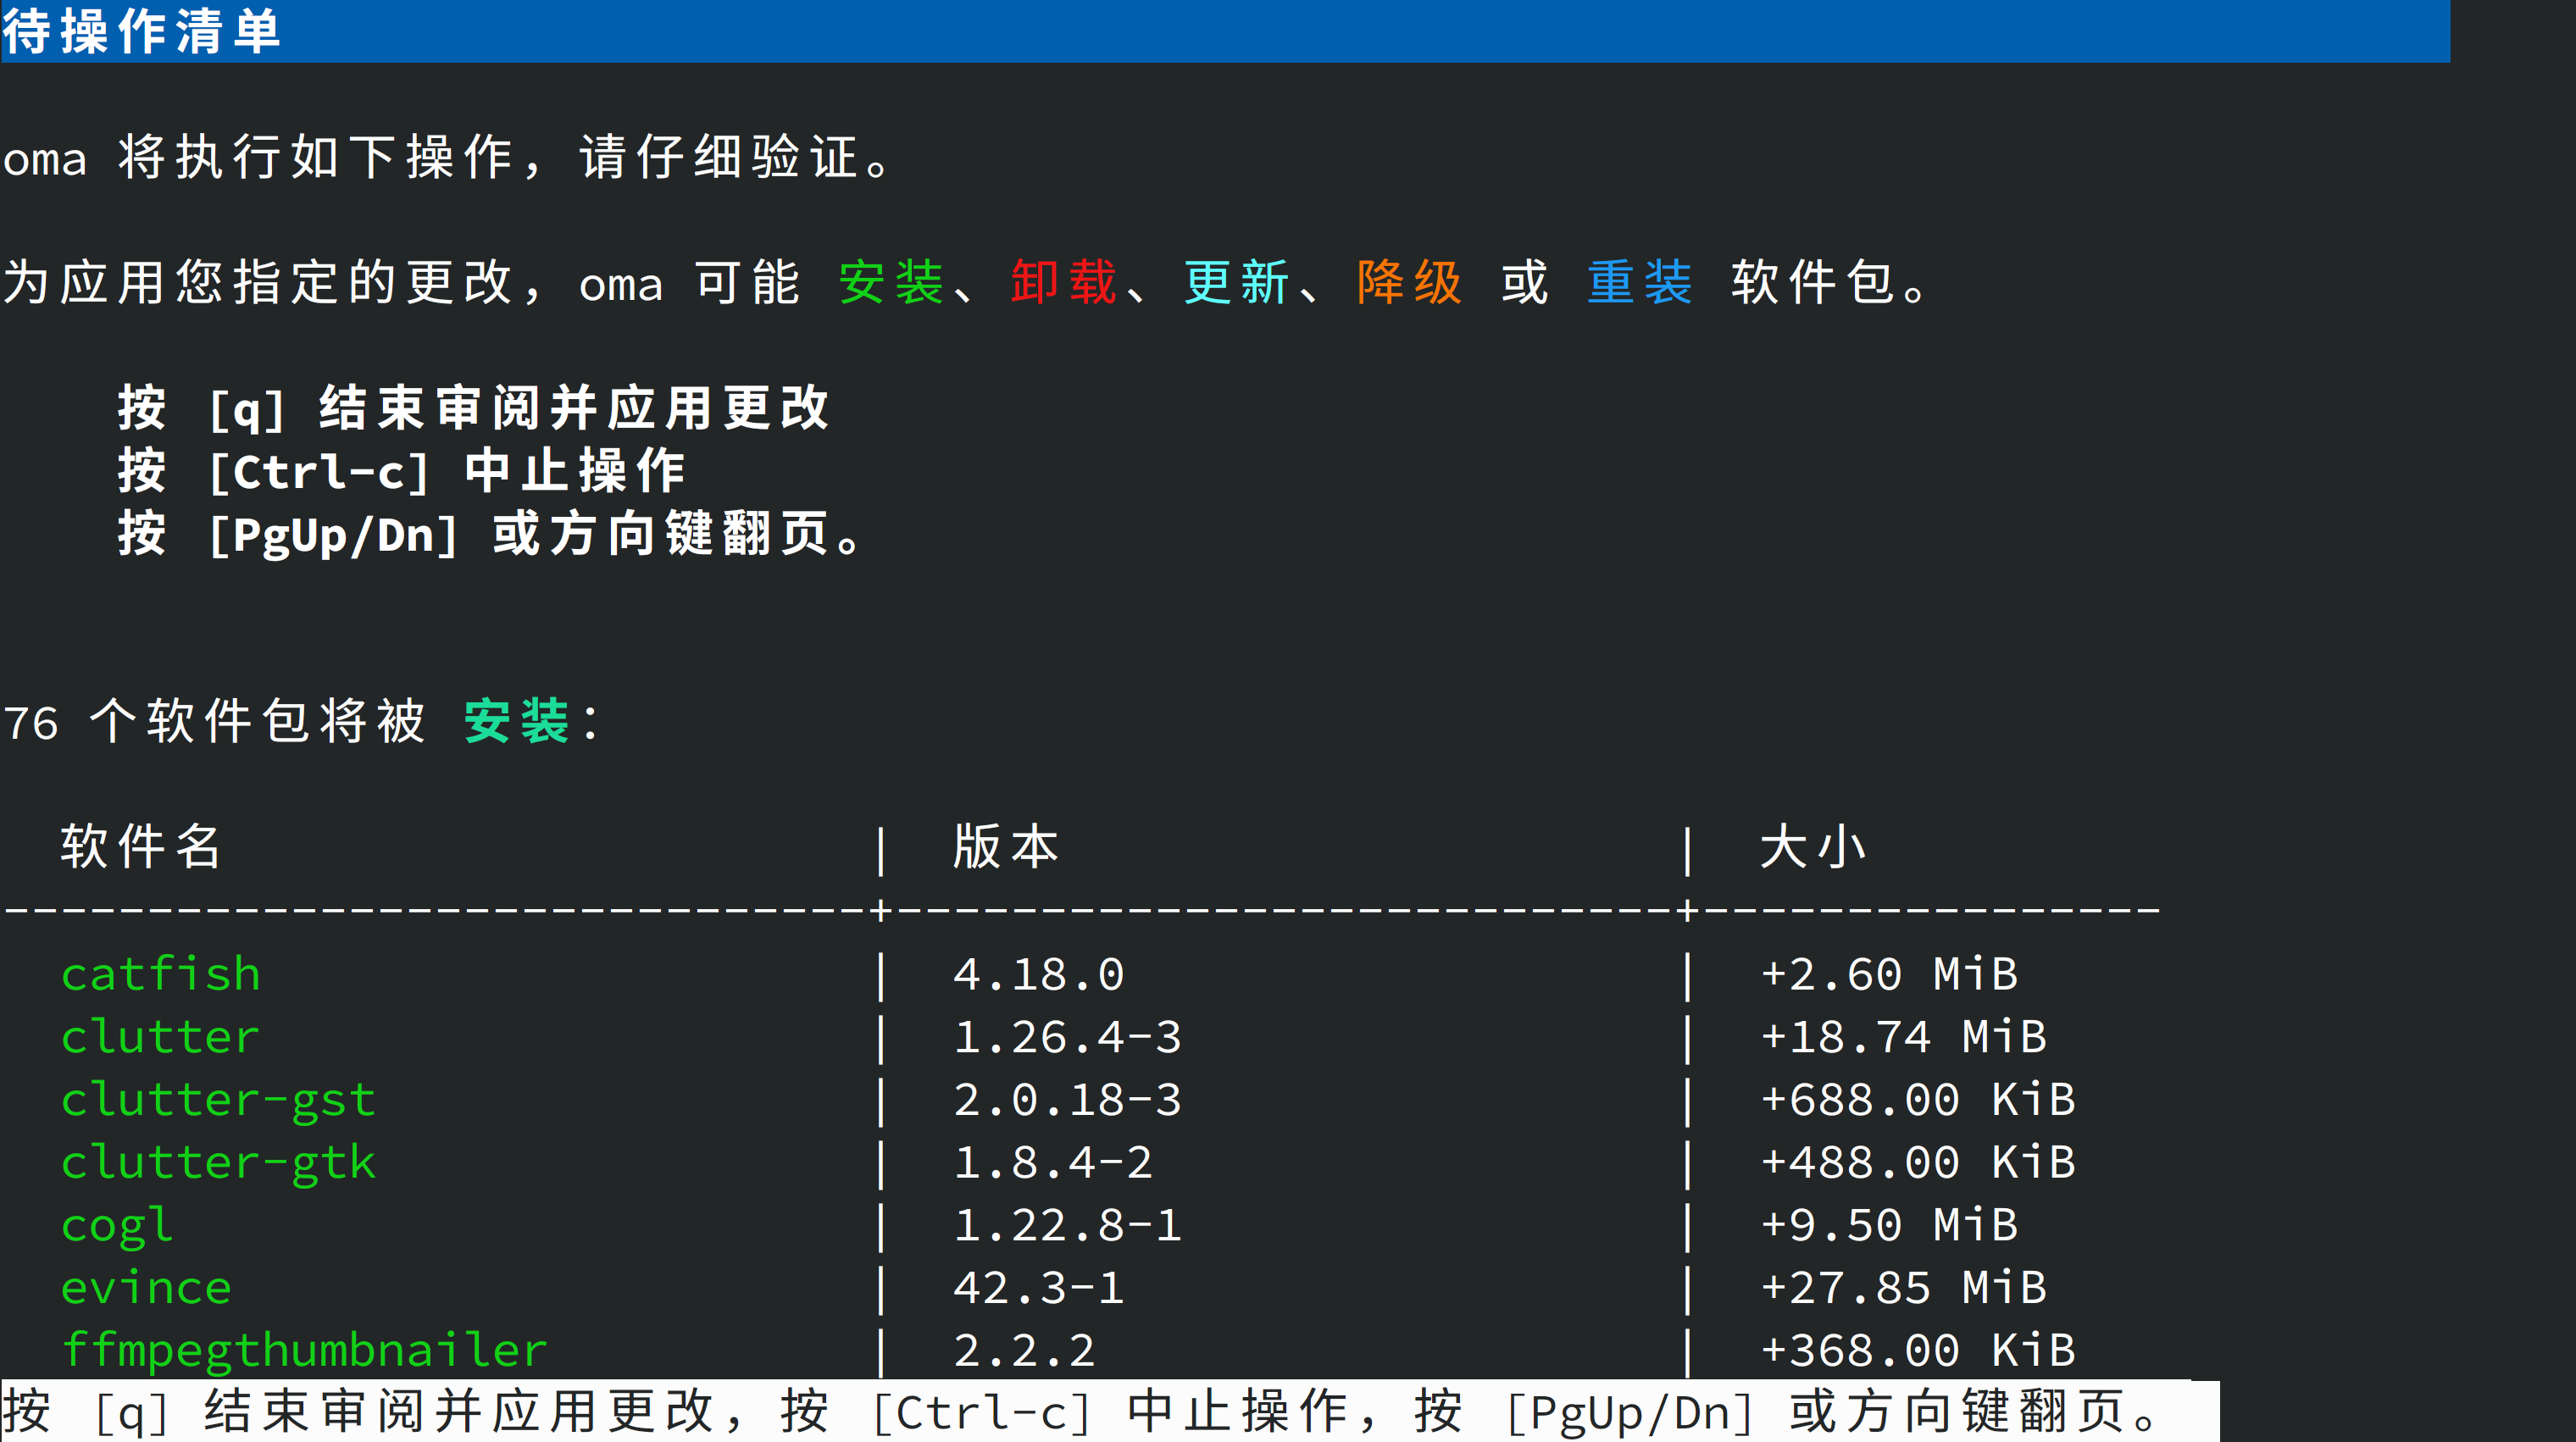 待操作清单
oma 将执行如下操作，请仔细验证。
为应用您指定的更改，oma 可能 安装、卸载、更新、降级 或 重装 软件包。
按 [q] 结束审阅并应用更改
按 [Ctrl-c] 中止操作
按 [PgUp/Dn] 或方向键翻页。
76 个软件包将被 安装：
软件名 | 版本 | 大小
------------------------------+---------------------------+----------------
catfish | 4.18.0 | +2.60 MiB
clutter | 1.26.4-3 | +18.74 MiB
clutter-gst | 2.0.18-3 | +688.00 KiB
clutter-gtk | 1.8.4-2 | +488.00 KiB
cogl | 1.22.8-1 | +9.50 MiB
evince | 42.3-1 | +27.85 MiB
ffmpegthumbnailer | 2.2.2 | +368.00 KiB
按 [q] 结束审阅并应用更改，按 [Ctrl-c] 中止操作，按 [PgUp/Dn] 或方向键翻页。